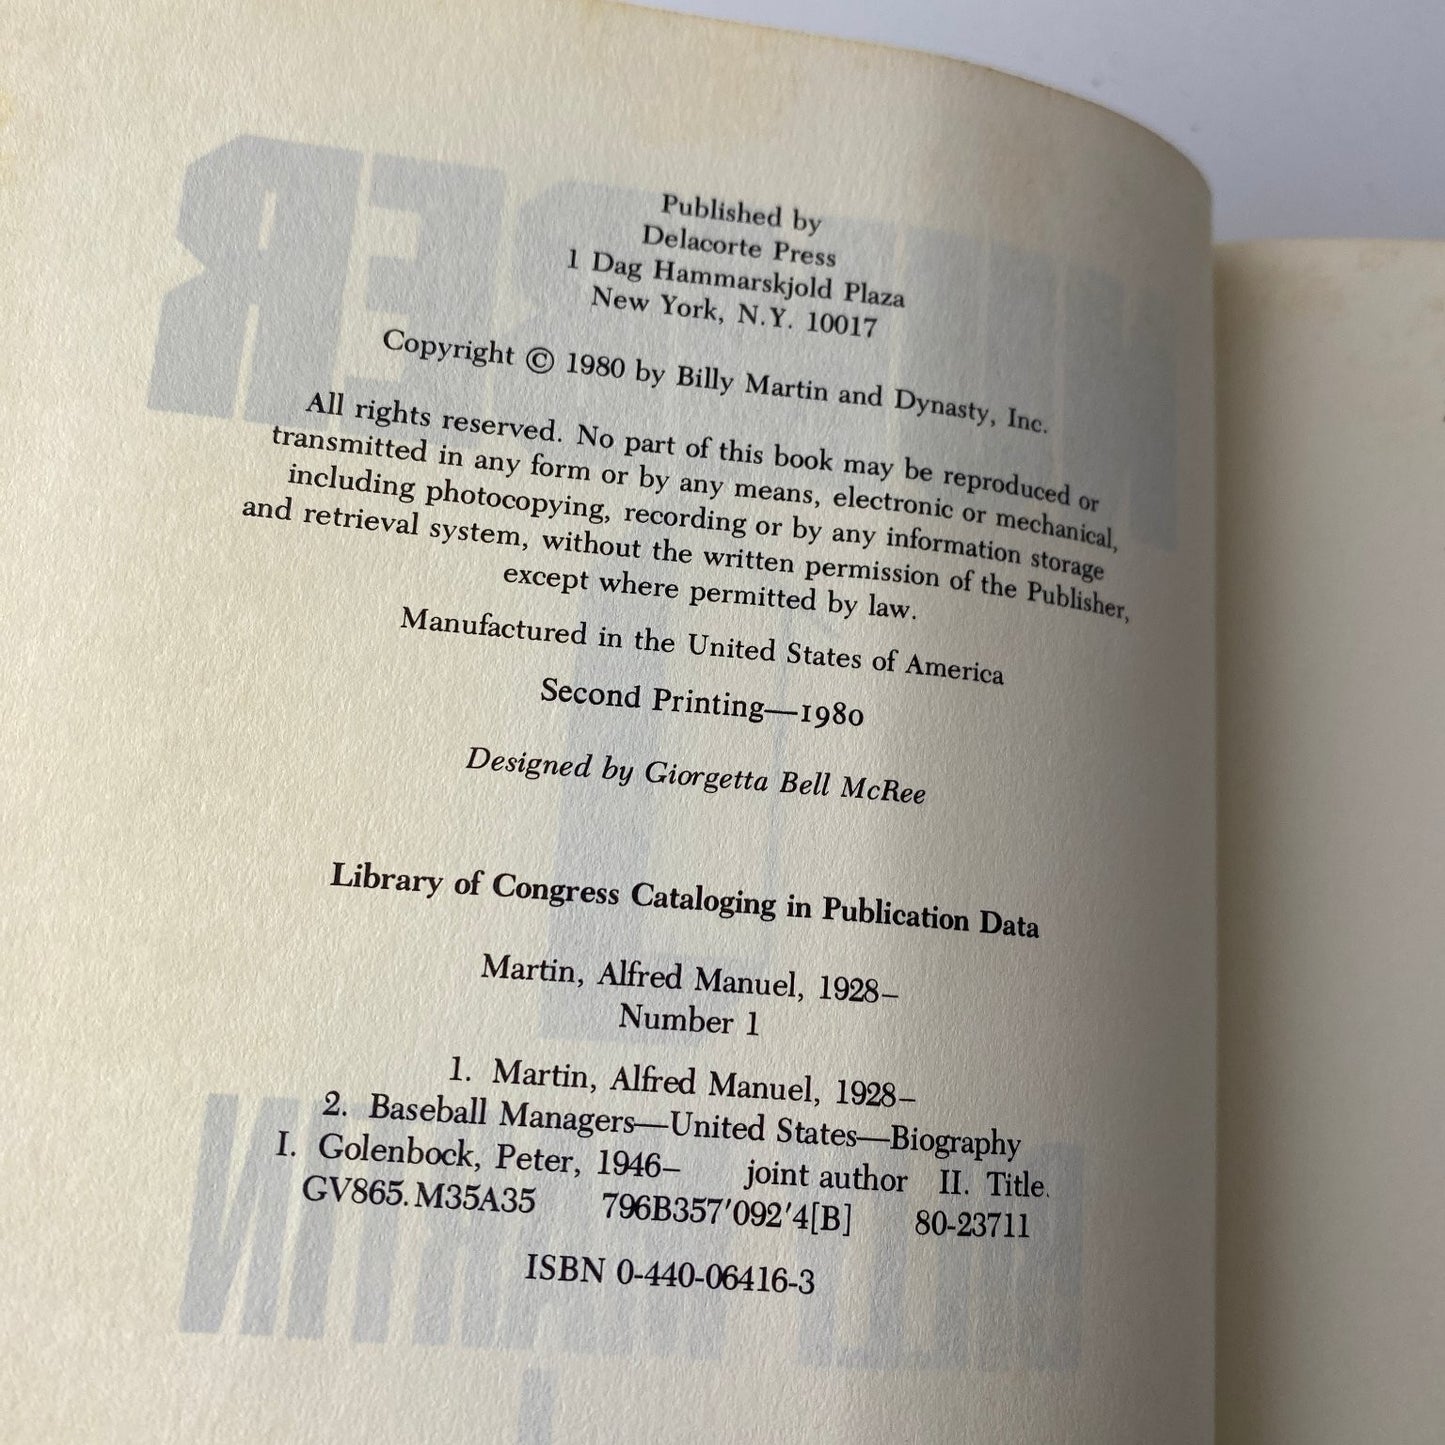 Published by
Delacorte Press
1 Dag Hammarskjold Plaza
New York, N.Y. 10017
Copyright © 1980 by Billy Martin and Dynasty, Inc.
All rights reserved. No part of this book may be reproduced or
transmitted in any form or by any means, electronic or mechanical,
including photocopying, recording or by any information storage
and retrieval system, without the written permission of the Publisher,
except where permitted by law.
Manufactured in the United States of America
Second Printing—1980
Designed by Giorgetta Bell McRee
Library of Congress Cataloging in Publication Data
Martin, Alfred Manuel, 1928–
Number 1
1. Martin, Alfred Manuel, 1928–
2. Baseball Managers—United States—Biography
I. Golenbock, Peter, 1946– joint author II. Title.
GV865.M35A35 796B357′092′4[B] 80-23711
ISBN 0-440-06416-3